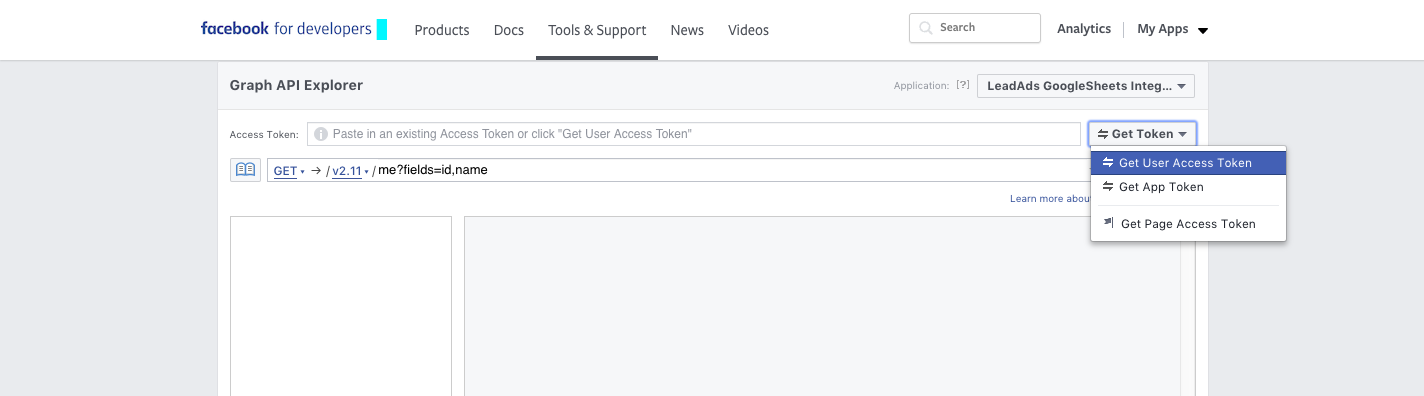 facebook for developers Products Docs Tools & Support News Videos Search Analytics My Apps
Graph API Explorer Application: [?] LeadAds GoogleSheets Integ...
Access Token: Paste in an existing Access Token or click "Get User Access Token" Get Token
GET → / v2.11 / me?fields=id,name
Get User Access Token
Get App Token
Get Page Access Token
Learn more about